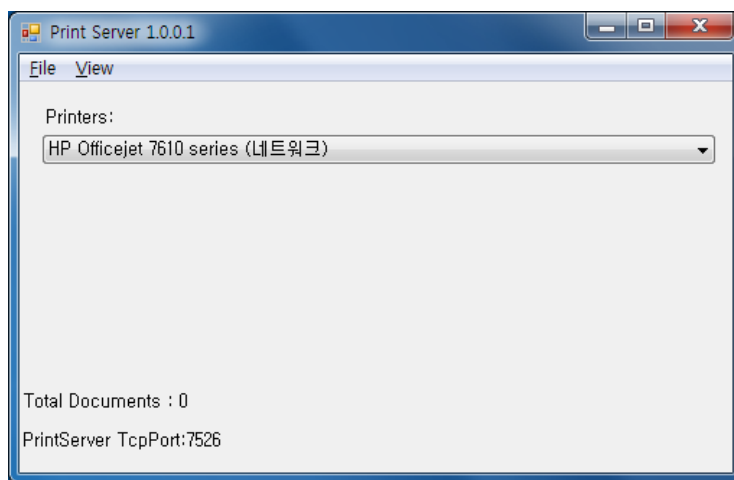 Print Server 1.0.0.1
File View
Printers:
HP Officejet 7610 series (네트워크)
Total Documents : 0
PrintServer TcpPort:7526